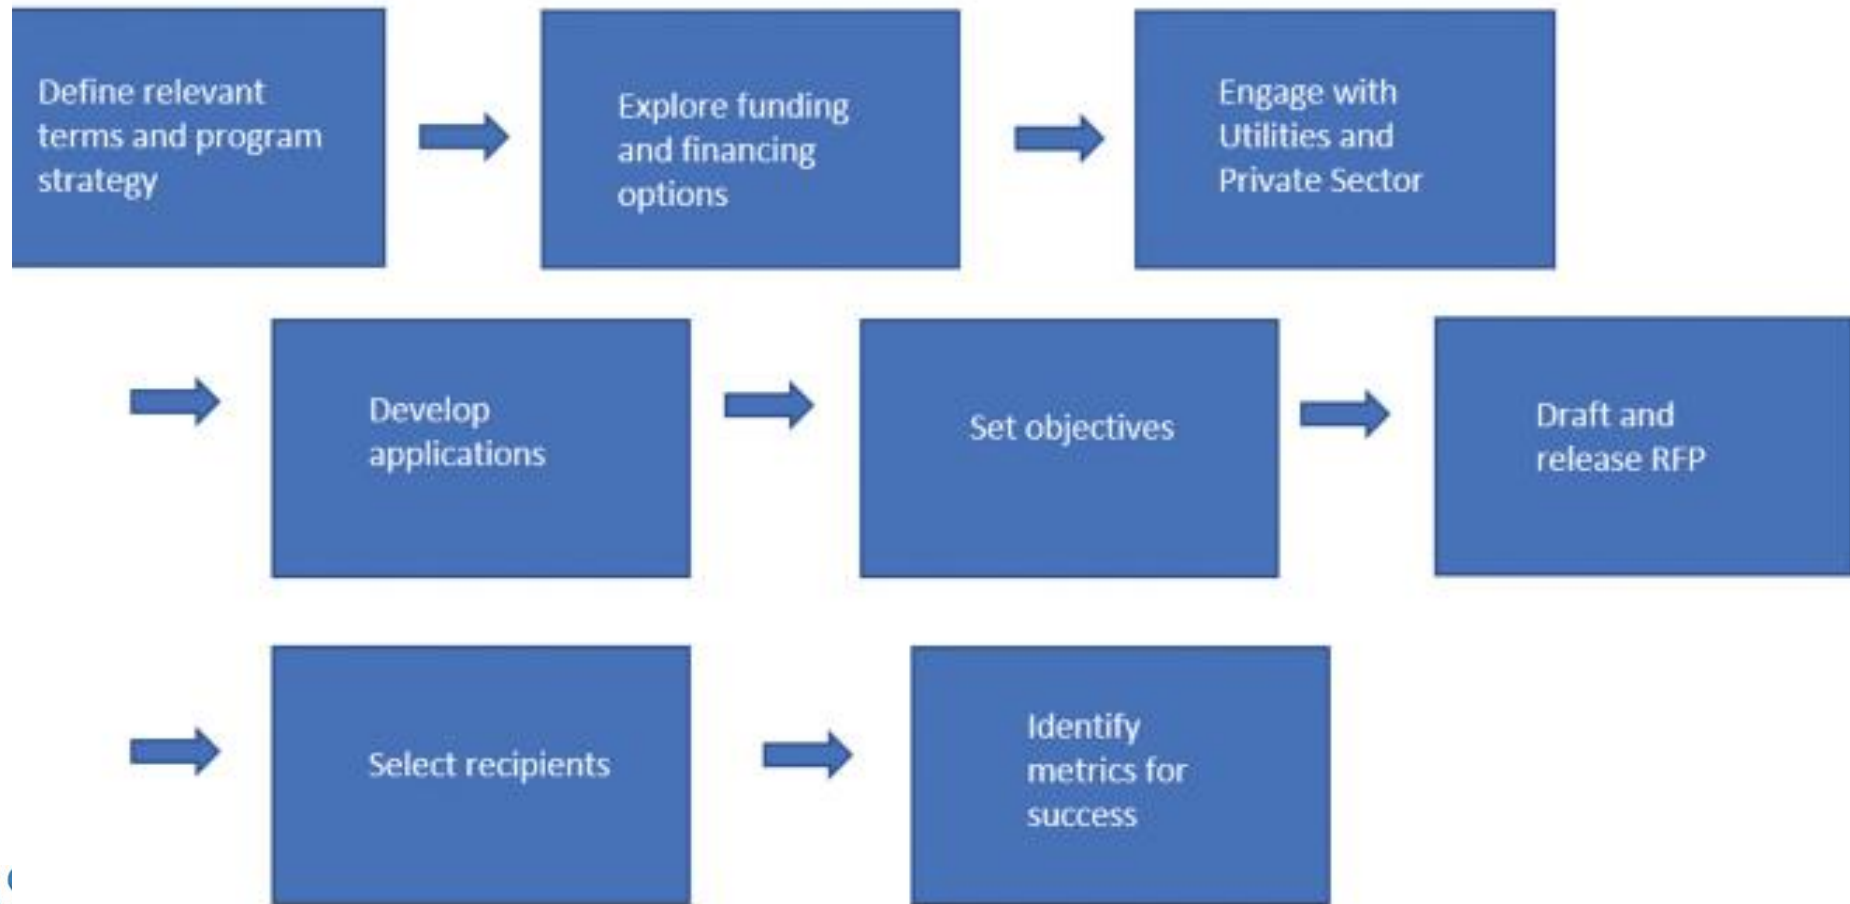 Define relevant
terms and program
strategy
Explore funding
and financing
options
Engage with
Utilities and
Private Sector
Develop
applications
Set objectives
Draft and
release RFP
Select recipients
Identify
metrics for
success